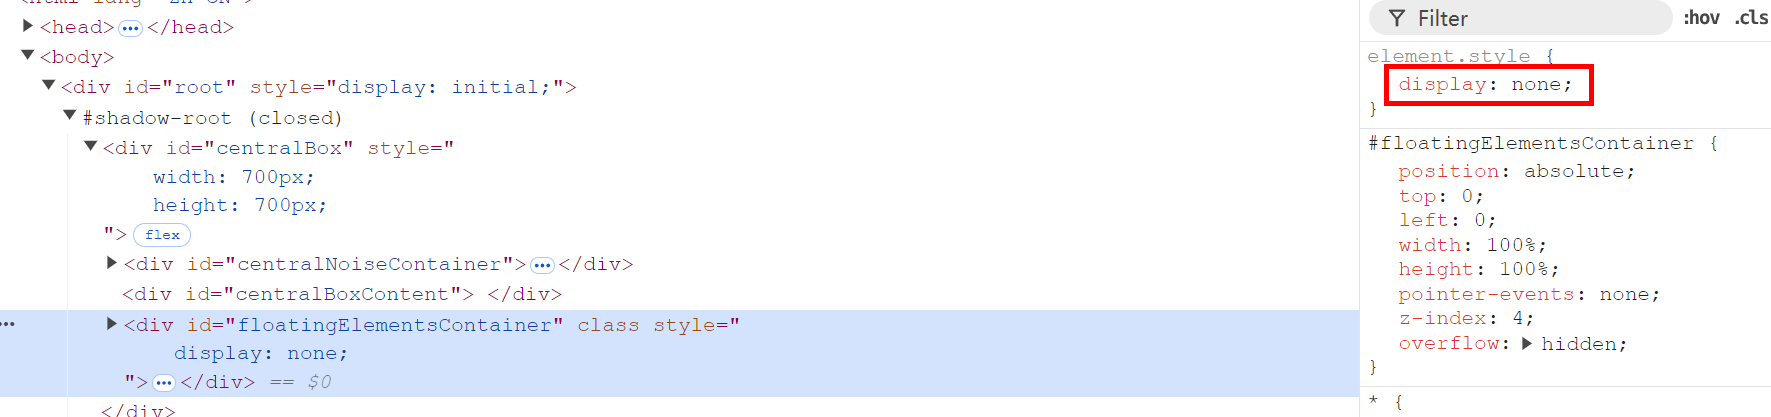 <html lang="zh-CN">
▶<head>•••</head>
▼<body>
▼<div id="root" style="display: initial;">
▼#shadow-root (closed)
▼<div id="centralBox" style="
width: 700px;
height: 700px;
"> flex
▶<div id="centralNoiseContainer">•••</div>
<div id="centralBoxContent"> </div>
••• ▶<div id="floatingElementsContainer" class style="
display: none;
">•••</div> == $0
</div>
Filter
:hov .cls
element.style {
display: none;
}
#floatingElementsContainer {
position: absolute;
top: 0;
left: 0;
width: 100%;
height: 100%;
pointer-events: none;
z-index: 4;
overflow: ▶ hidden;
}
* {